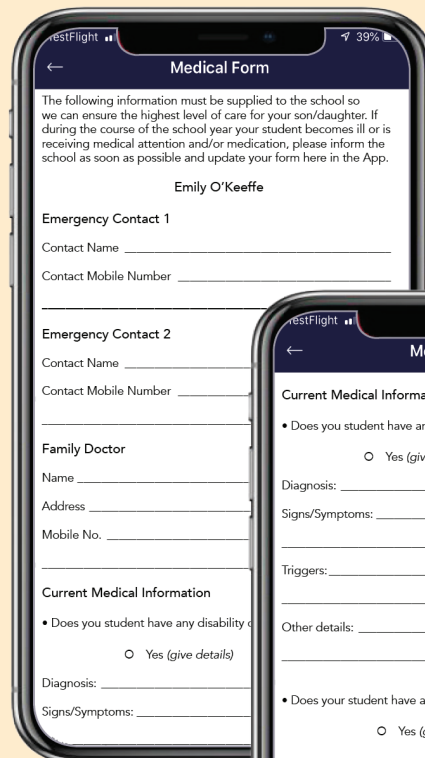 TestFlight 39%
Medical Form
The following information must be supplied to the school so
we can ensure the highest level of care for your son/daughter. If
during the course of the school year your student becomes ill or is
receiving medical attention and/or medication, please inform the
school as soon as possible and update your form here in the App.
Emily O'Keeffe
Emergency Contact 1
Contact Name
Contact Mobile Number
Emergency Contact 2
Contact Name
Contact Mobile Number
Family Doctor
Name
Address
Mobile No.
Current Medical Information
• Does you student have any disability
O Yes (give details)
Diagnosis:
Signs/Symptoms:
TestFlight
Current Medical
• Does you student have
O Yes
Diagnosis:
Signs/Symptoms:
Triggers:
Other details:
• Does your student have
O Yes